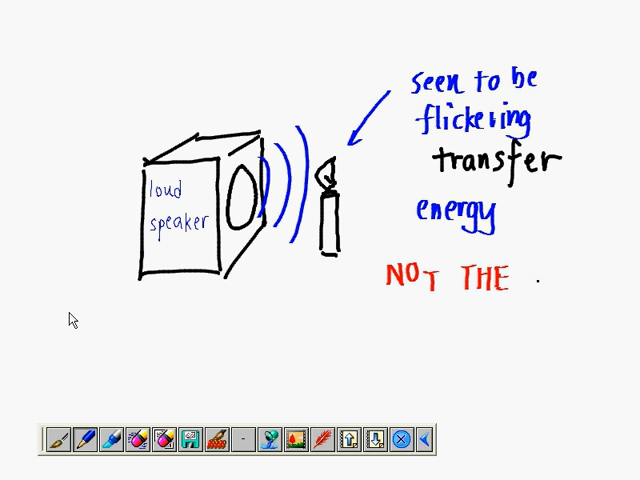 seen to be
flickering
transfer
energy
NOT THE
loud
speaker